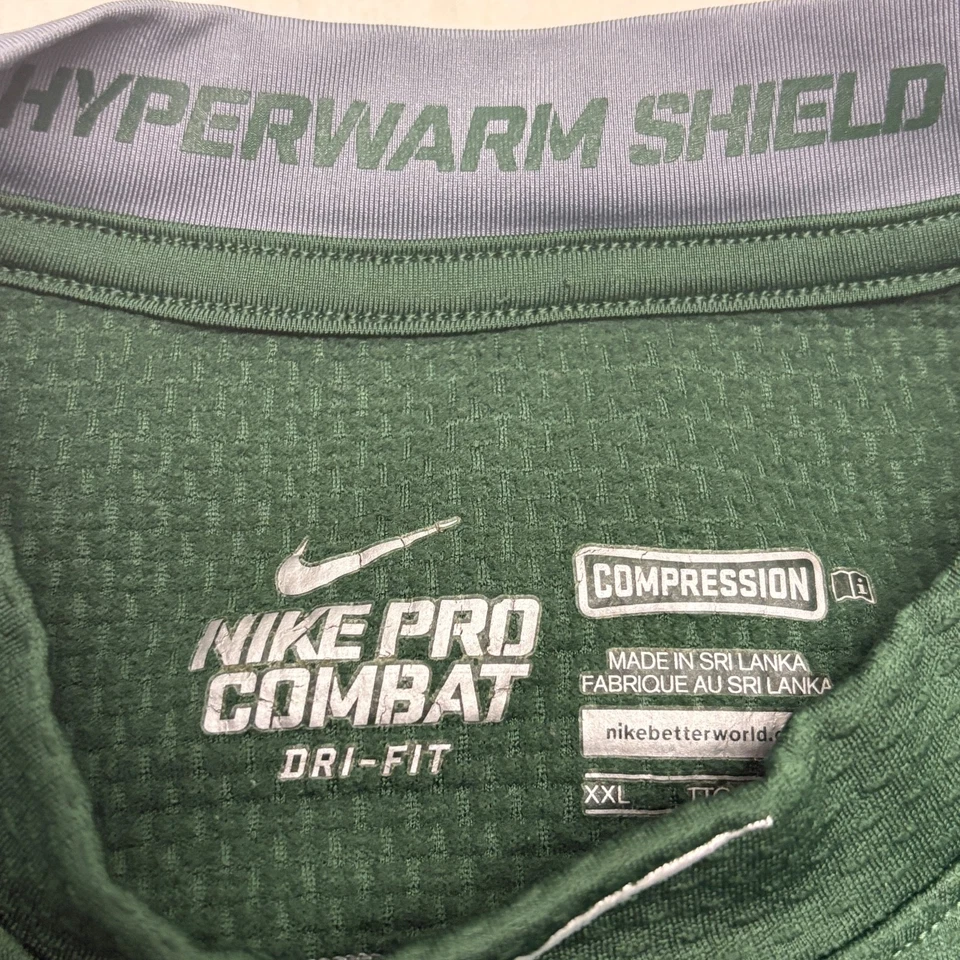 HYPERWARM SHIELD
NIKE PRO
COMBAT
DRI-FIT
COMPRESSION
MADE IN SRI LANKA
FABRIQUE AU SRI LANKA
nikebetterworld.
XXL